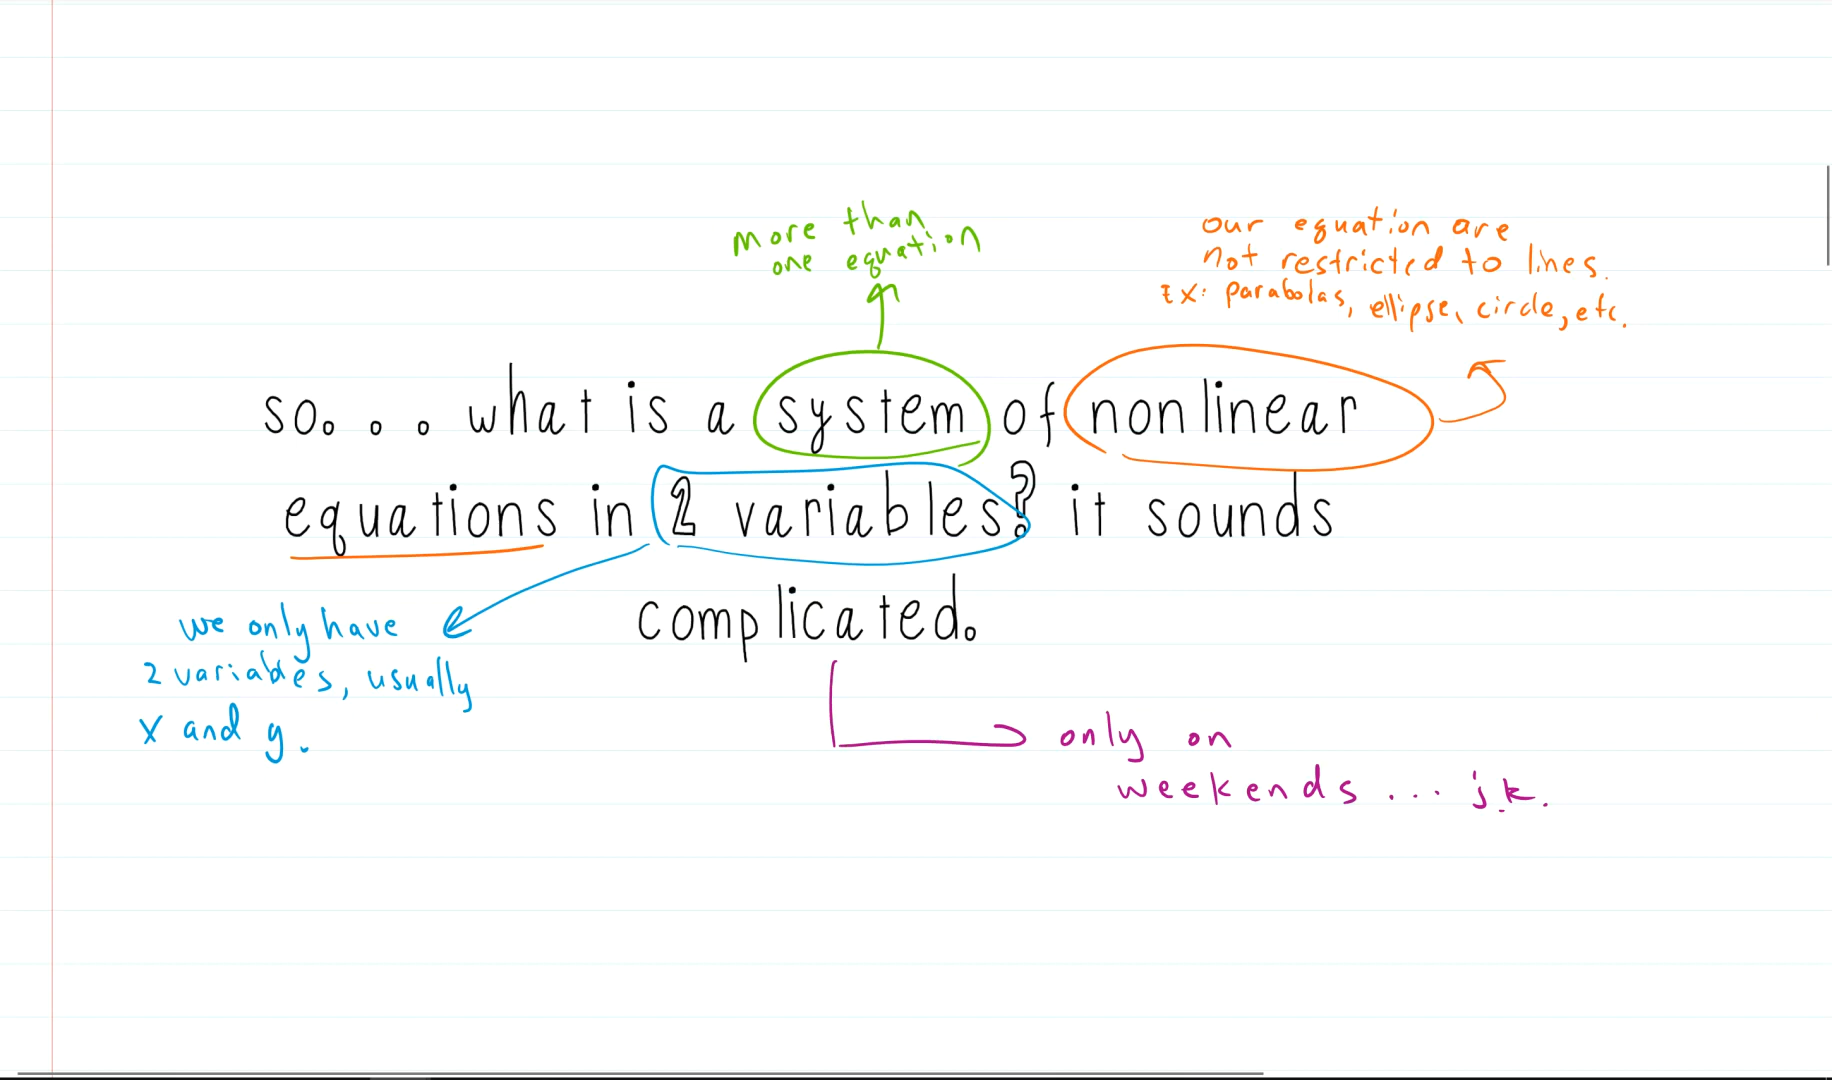 more than
one equation
our equation are
not restricted to lines.
Ex: parabolas, ellipse, circle, etc.
so... what is a system of nonlinear
equations in 2 variables? it sounds
complicated.
we only have
2 variables, usually
x and y.
only on
weekends ... j.k.